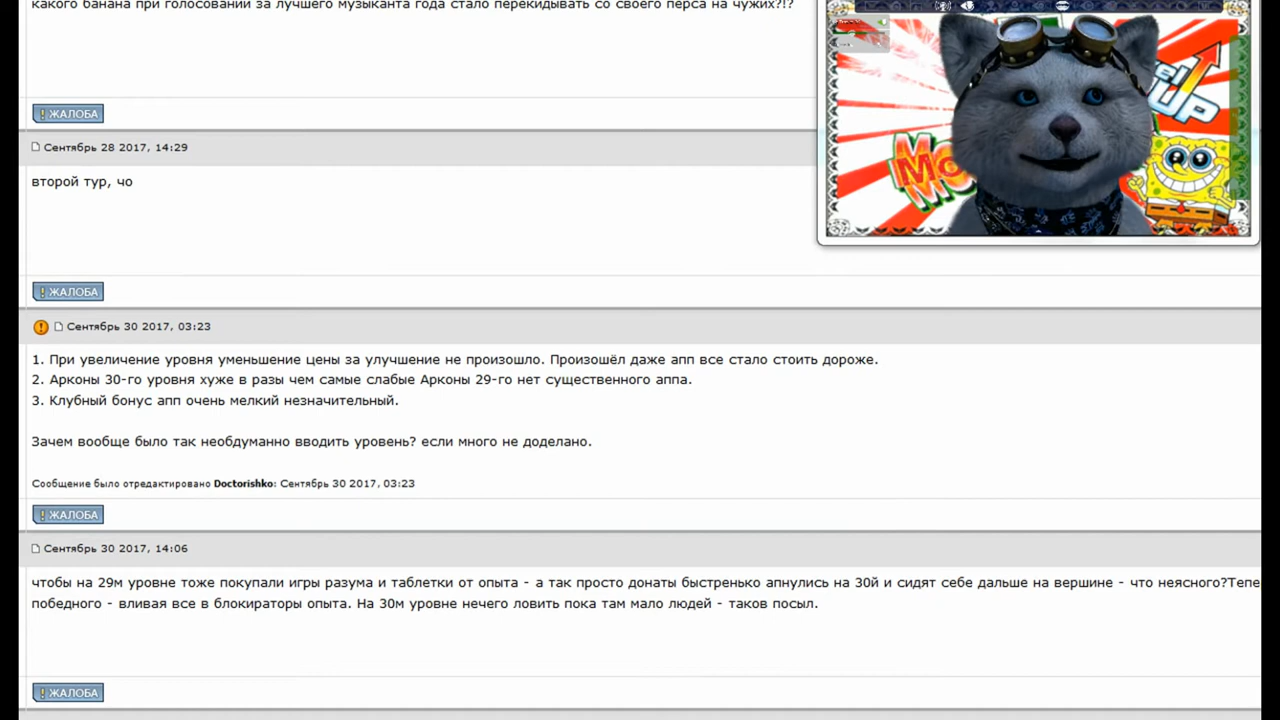 какого банана при голосовании за лучшего музыканта года стало перекидывать со своего перса на чужих?!?
! ЖАЛОБА
Сентябрь 28 2017, 14:29
второй тур, чо
! ЖАЛОБА
Сентябрь 30 2017, 03:23
1. При увеличение уровня уменьшение цены за улучшение не произошло. Произошёл даже апп все стало стоить дороже.
2. Арконы 30-го уровня хуже в разы чем самые слабые Арконы 29-го нет существенного аппа.
3. Клубный бонус апп очень мелкий незначительный.
Зачем вообще было так необдуманно вводить уровень? если много не доделано.
Сообщение было отредактировано Doctorishko: Сентябрь 30 2017, 03:23
! ЖАЛОБА
Сентябрь 30 2017, 14:06
чтобы на 29м уровне тоже покупали игры разума и таблетки от опыта - а так просто донаты быстренько апнулись на 30й и сидят себе дальше на вершине - что неясного?Тепе
победного - вливая все в блокираторы опыта. На 30м уровне нечего ловить пока там мало людей - таков посыл.
! ЖАЛОБА
UP